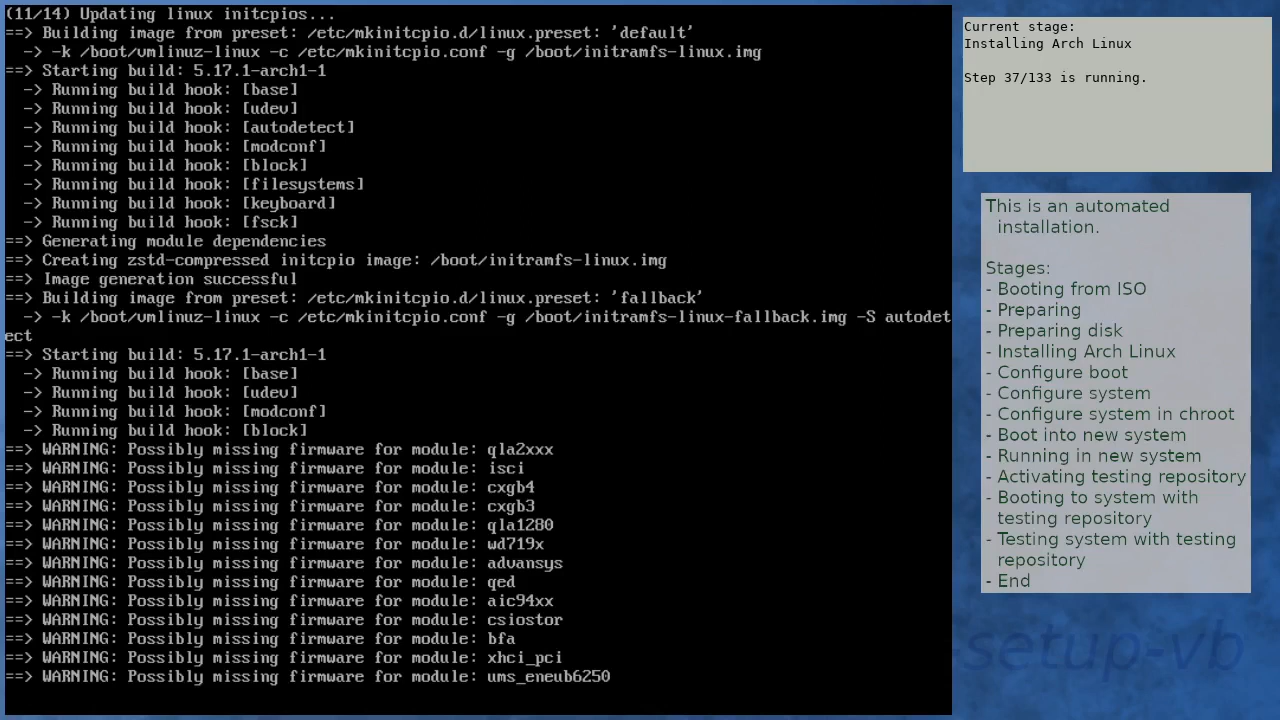 (11/14) Updating linux initcpios...
==> Building image from preset: /etc/mkinitcpio.d/linux.preset: 'default'
  -> -k /boot/vmlinuz-linux -c /etc/mkinitcpio.conf -g /boot/initramfs-linux.img
==> Starting build: 5.17.1-arch1-1
  -> Running build hook: [base]
  -> Running build hook: [udev]
  -> Running build hook: [autodetect]
  -> Running build hook: [modconf]
  -> Running build hook: [block]
  -> Running build hook: [filesystems]
  -> Running build hook: [keyboard]
  -> Running build hook: [fsck]
==> Generating module dependencies
==> Creating zstd-compressed initcpio image: /boot/initramfs-linux.img
==> Image generation successful
==> Building image from preset: /etc/mkinitcpio.d/linux.preset: 'fallback'
  -> -k /boot/vmlinuz-linux -c /etc/mkinitcpio.conf -g /boot/initramfs-linux-fallback.img -S autodet
ect
==> Starting build: 5.17.1-arch1-1
  -> Running build hook: [base]
  -> Running build hook: [udev]
  -> Running build hook: [modconf]
  -> Running build hook: [block]
==> WARNING: Possibly missing firmware for module: qla2xxx
==> WARNING: Possibly missing firmware for module: isci
==> WARNING: Possibly missing firmware for module: cxgb4
==> WARNING: Possibly missing firmware for module: cxgb3
==> WARNING: Possibly missing firmware for module: qla1280
==> WARNING: Possibly missing firmware for module: wd719x
==> WARNING: Possibly missing firmware for module: advansys
==> WARNING: Possibly missing firmware for module: qed
==> WARNING: Possibly missing firmware for module: aic94xx
==> WARNING: Possibly missing firmware for module: csiostor
==> WARNING: Possibly missing firmware for module: bfa
==> WARNING: Possibly missing firmware for module: xhci_pci
==> WARNING: Possibly missing firmware for module: ums_eneub6250
Current stage:
Installing Arch Linux
Step 37/133 is running.
This is an automated
installation.
Stages:
- Booting from ISO
- Preparing
- Preparing disk
- Installing Arch Linux
- Configure boot
- Configure system
- Configure system in chroot
- Boot into new system
- Running in new system
- Activating testing repository
- Booting to system with
testing repository
- Testing system with testing
repository
- End
-setup-vb